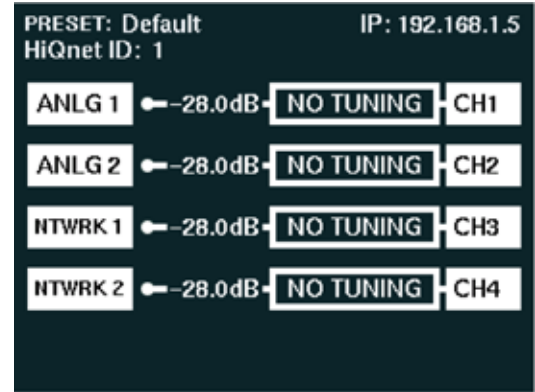 PRESET: Default IP: 192.168.1.5
HiQnet ID: 1
ANLG 1 -28.0dB NO TUNING CH1
ANLG 2 -28.0dB NO TUNING CH2
NTWRK 1 -28.0dB NO TUNING CH3
NTWRK 2 -28.0dB NO TUNING CH4